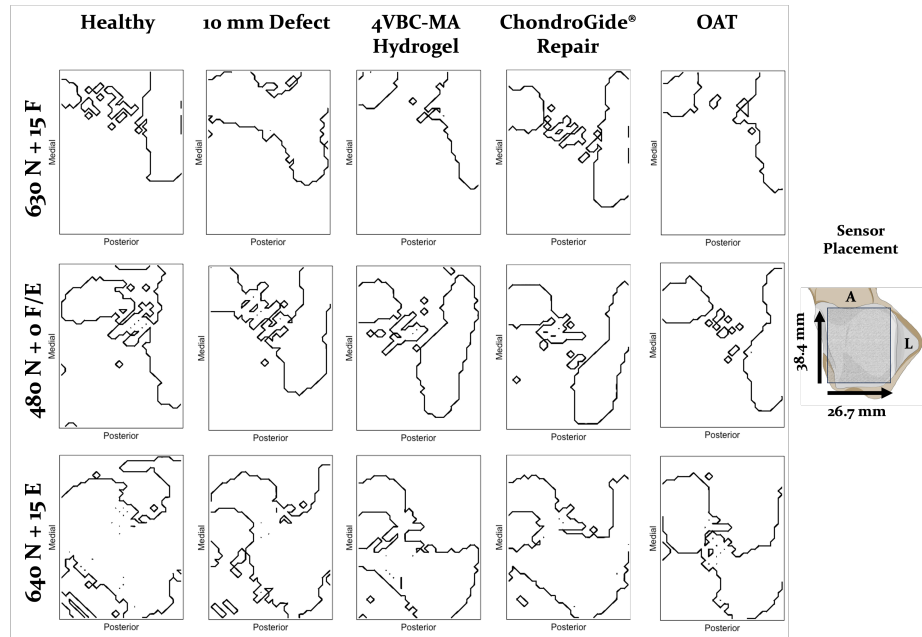 Healthy
10 mm Defect
4VBC-MA
Hydrogel
ChondroGide®
Repair
OAT
630 N + 15 F
Medial
Posterior
Medial
Posterior
Medial
Posterior
Medial
Posterior
Medial
Posterior
480 N + 0 F/E
Medial
Posterior
Medial
Posterior
Medial
Posterior
Medial
Posterior
Medial
Posterior
640 N + 15 E
Medial
Posterior
Medial
Posterior
Medial
Posterior
Medial
Posterior
Medial
Posterior
Sensor
Placement
A
L
38.4 mm
26.7 mm